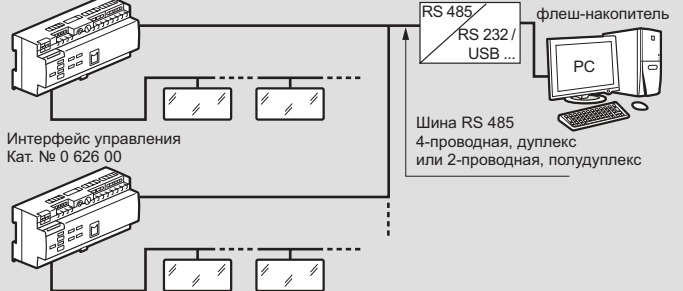 RS 485
RS 232 /
USB ...
флеш-накопитель
PC
Интерфейс управления
Кат. № 0 626 00
Шина RS 485
4-проводная, дуплекс
или 2-проводная, полудуплекс